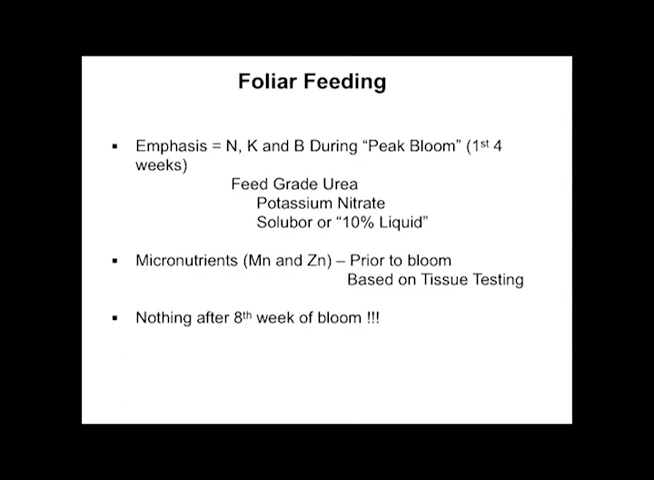 Foliar Feeding
▪ Emphasis = N, K and B During “Peak Bloom” (1st 4
weeks)
Feed Grade Urea
Potassium Nitrate
Solubor or “10% Liquid”
▪ Micronutrients (Mn and Zn) – Prior to bloom
Based on Tissue Testing
▪ Nothing after 8th week of bloom !!!